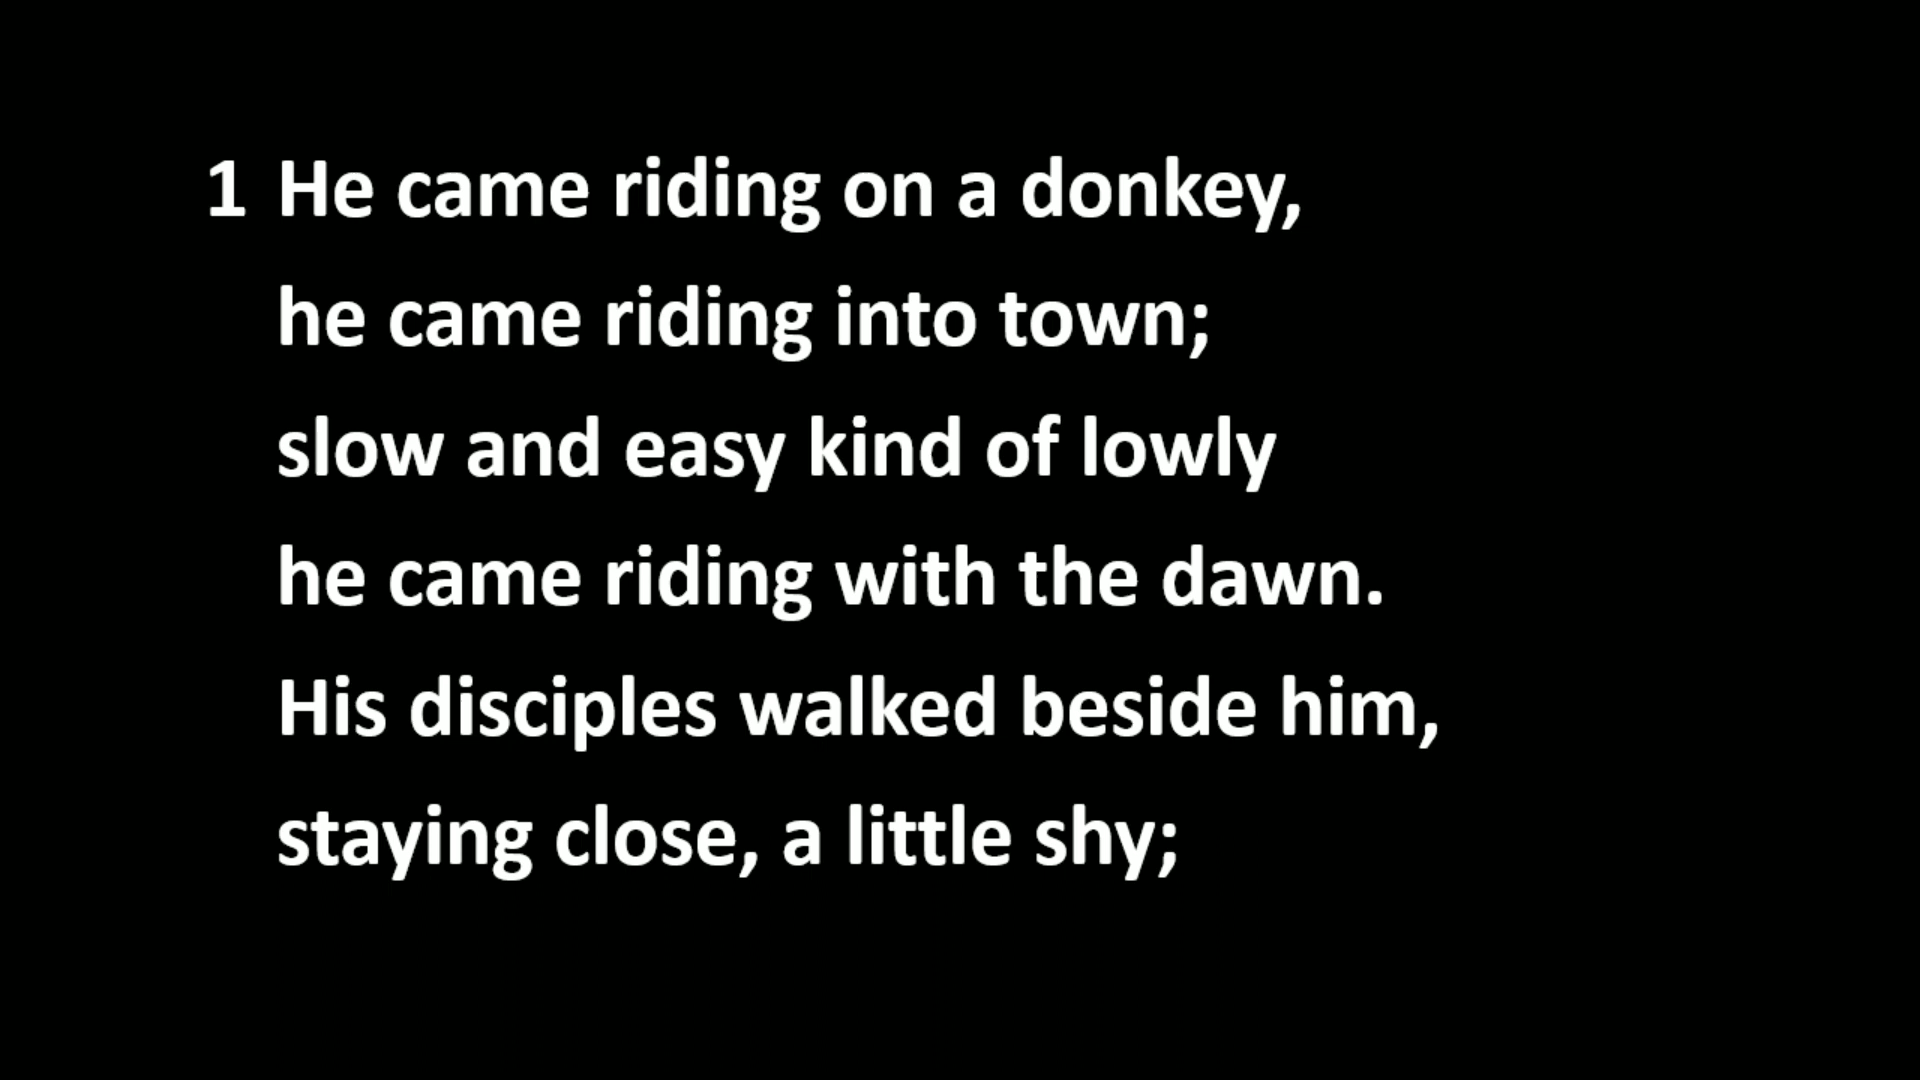 1 He came riding on a donkey,
he came riding into town;
slow and easy kind of lowly
he came riding with the dawn.
His disciples walked beside him,
staying close, a little shy;